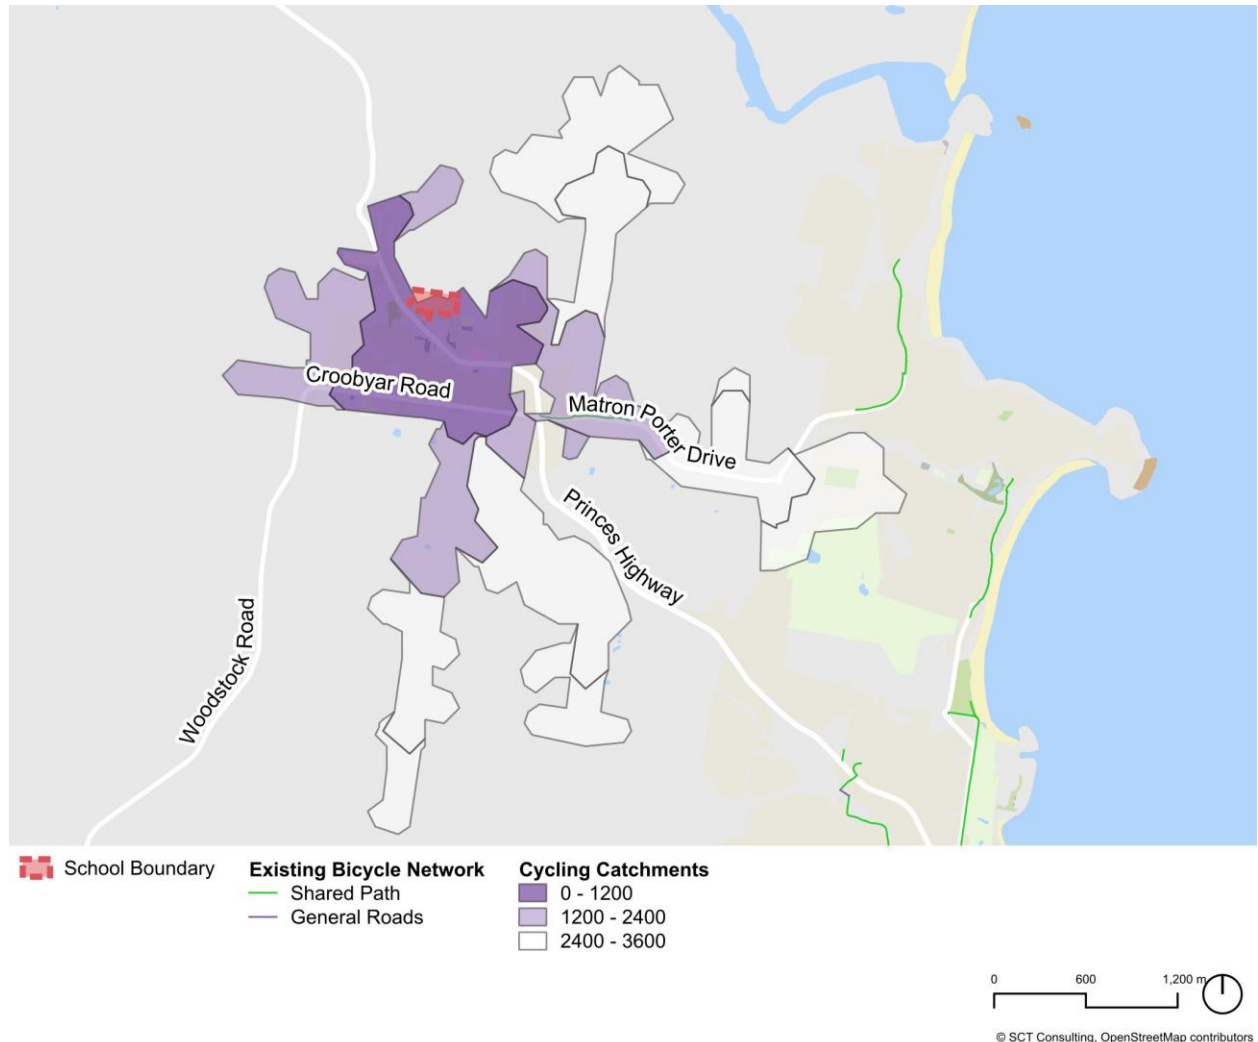 Croobyar Road
Matron Porter Drive
Princes Highway
Woodstock Road
School Boundary
Existing Bicycle Network
Shared Path
General Roads
Cycling Catchments
0 - 1200
1200 - 2400
2400 - 3600
0 600 1,200 m
© SCT Consulting, OpenStreetMap contributors